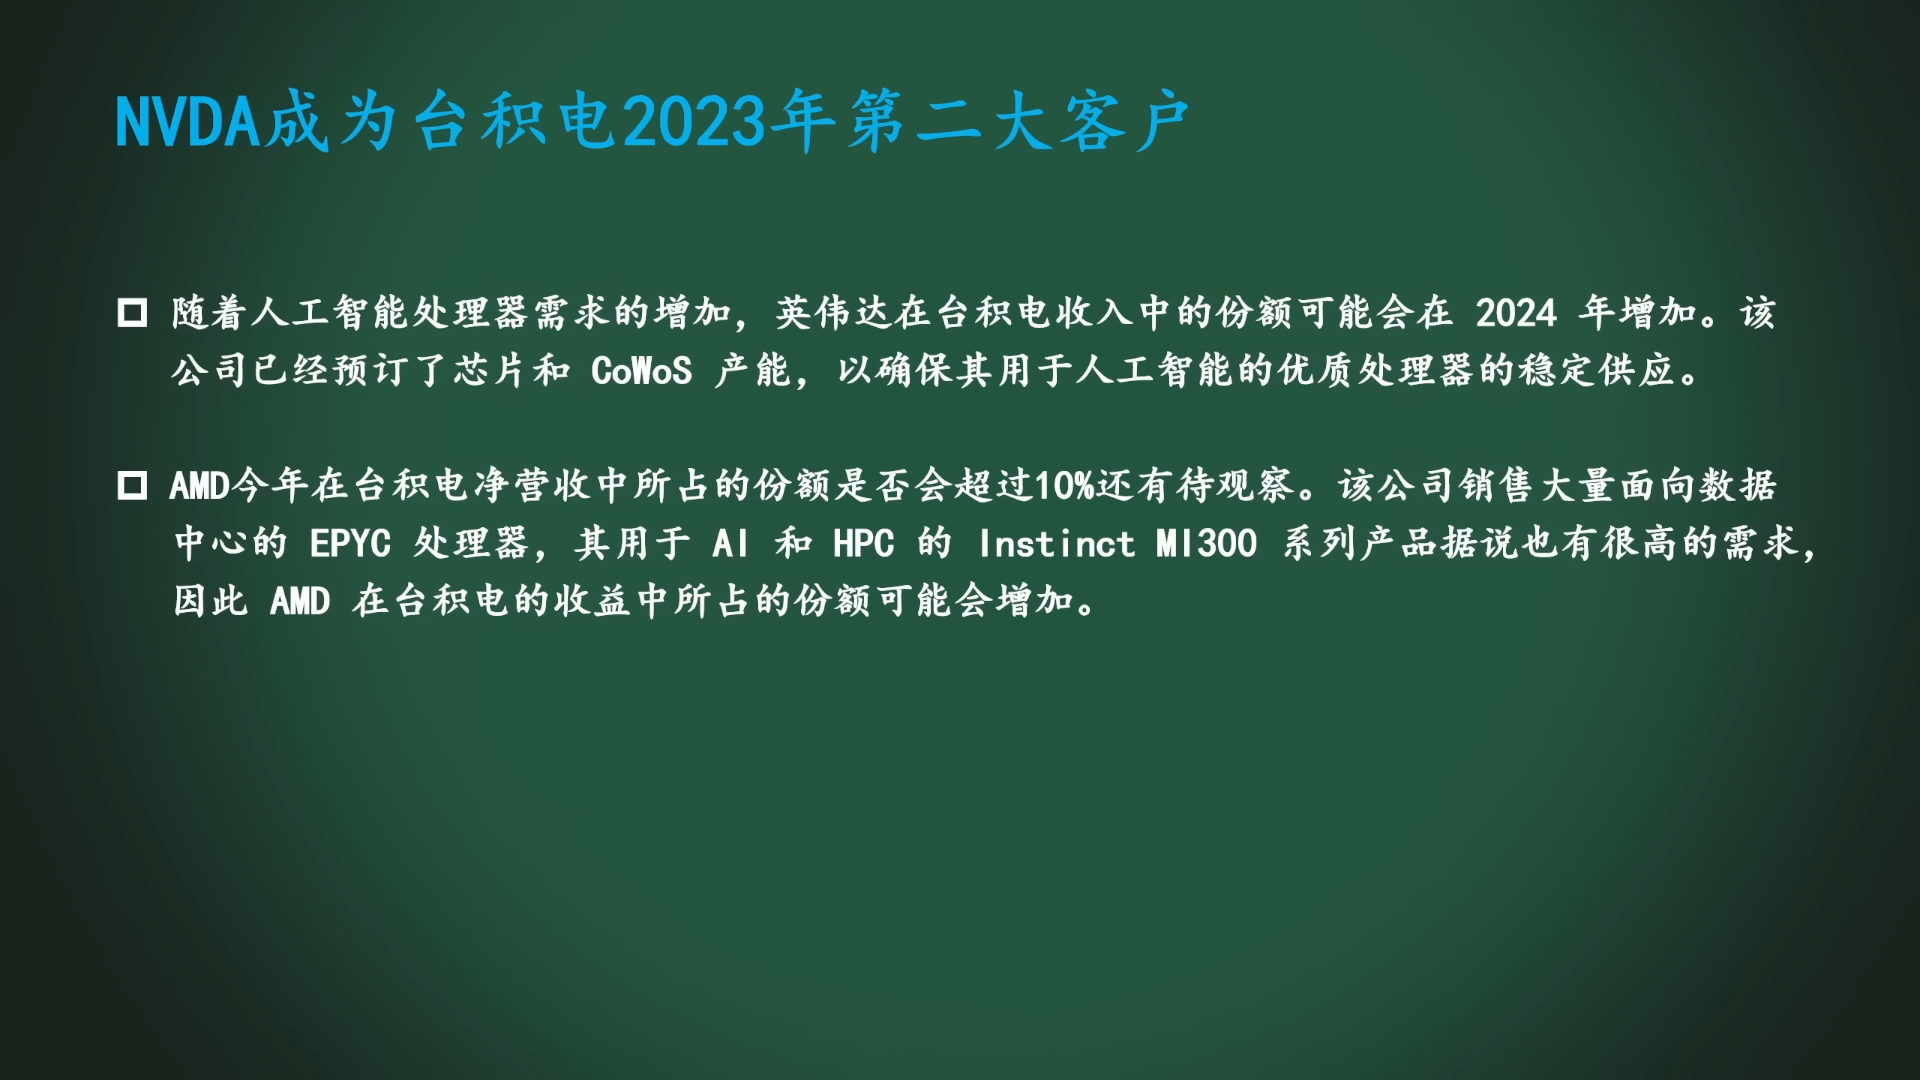 NVDA成为台积电2023年第二大客户
随着人工智能处理器需求的增加，英伟达在台积电收入中的份额可能会在 2024 年增加。该
公司已经预订了芯片和 CoWoS 产能，以确保其用于人工智能的优质处理器的稳定供应。
AMD今年在台积电净营收中所占的份额是否会超过10%还有待观察。该公司销售大量面向数据
中心的 EPYC 处理器，其用于 AI 和 HPC 的 Instinct MI300 系列产品据说也有很高的需求，
因此 AMD 在台积电的收益中所占的份额可能会增加。